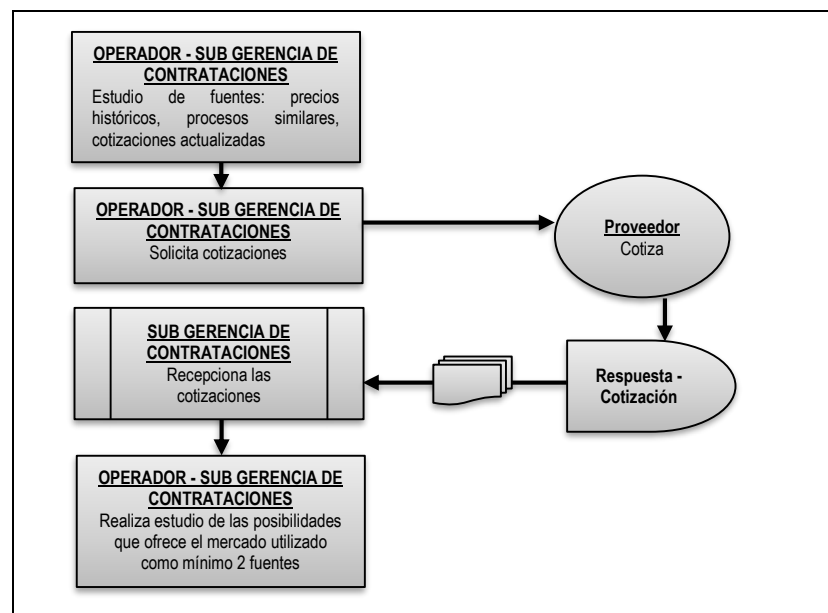 OPERADOR - SUB GERENCIA DE
CONTRATACIONES
Estudio de fuentes: precios
históricos, procesos similares,
cotizaciones actualizadas
OPERADOR - SUB GERENCIA DE
CONTRATACIONES
Solicita cotizaciones
Proveedor
Cotiza
SUB GERENCIA DE
CONTRATACIONES
Recepciona las
cotizaciones
Respuesta -
Cotización
OPERADOR - SUB GERENCIA DE
CONTRATACIONES
Realiza estudio de las posibilidades
que ofrece el mercado utilizado
como mínimo 2 fuentes